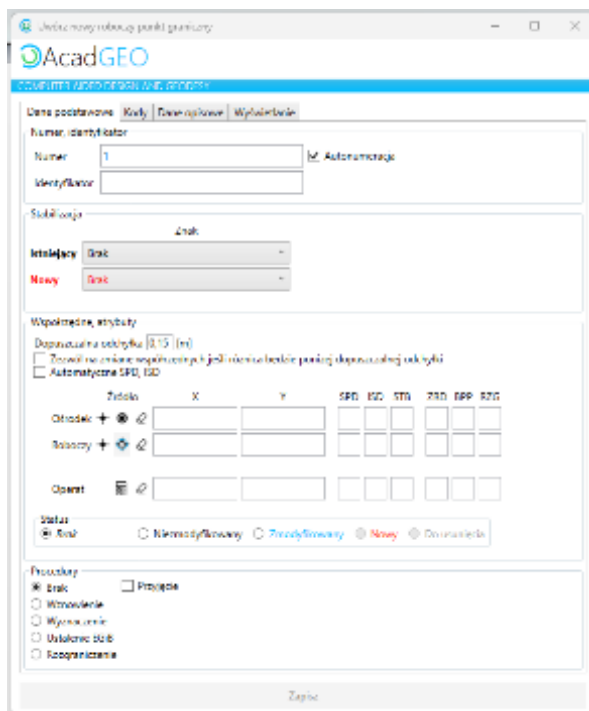 Utwórz nowy roboczy punkt graniczny
AcadGEO
COMPUTER AIDED DESIGN AND GEODESY
Dane podstawowe Kody Dane opisowe Wyświetlanie
Numer, identyfikator
Numer 1 Autonumeracja
Identyfikator
Stabilizacja
Znak
Istniejący Brak
Nowy Brak
Współrzędne, atrybuty
Dopuszczalna odchyłka 0,15 (m)
Zezwól na zmianę współrzędnych jeśli różnica będzie poniżej dopuszczalnej odchyłki
Automatyczne SPD, ISD
Źródło X Y SPD ISD STB ZRD BPP RZG
Ośrodek
Roboczy
Operat
Status
Brak Niezmodyfikowany Zmodyfikowany Nowy Do usunięcia
Procedury
Brak Przyjęcie
Wznowienie
Wyznaczenie
Ustalenie
Rozgraniczenie
Zapisz